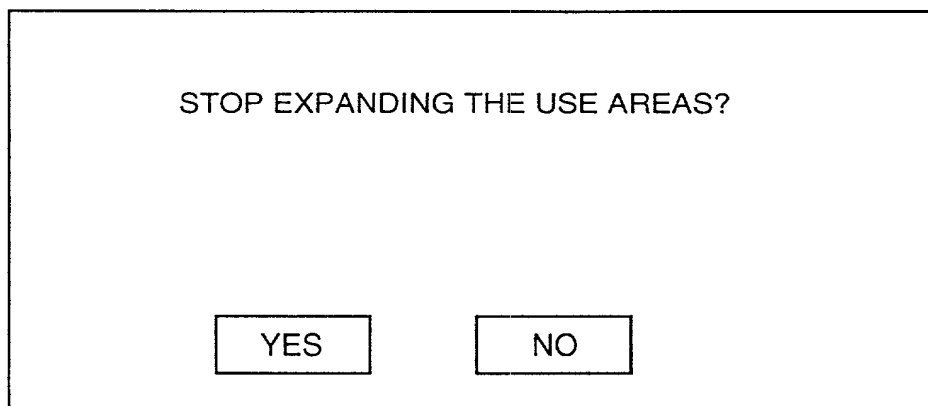 STOP EXPANDING THE USE AREAS?
YES NO